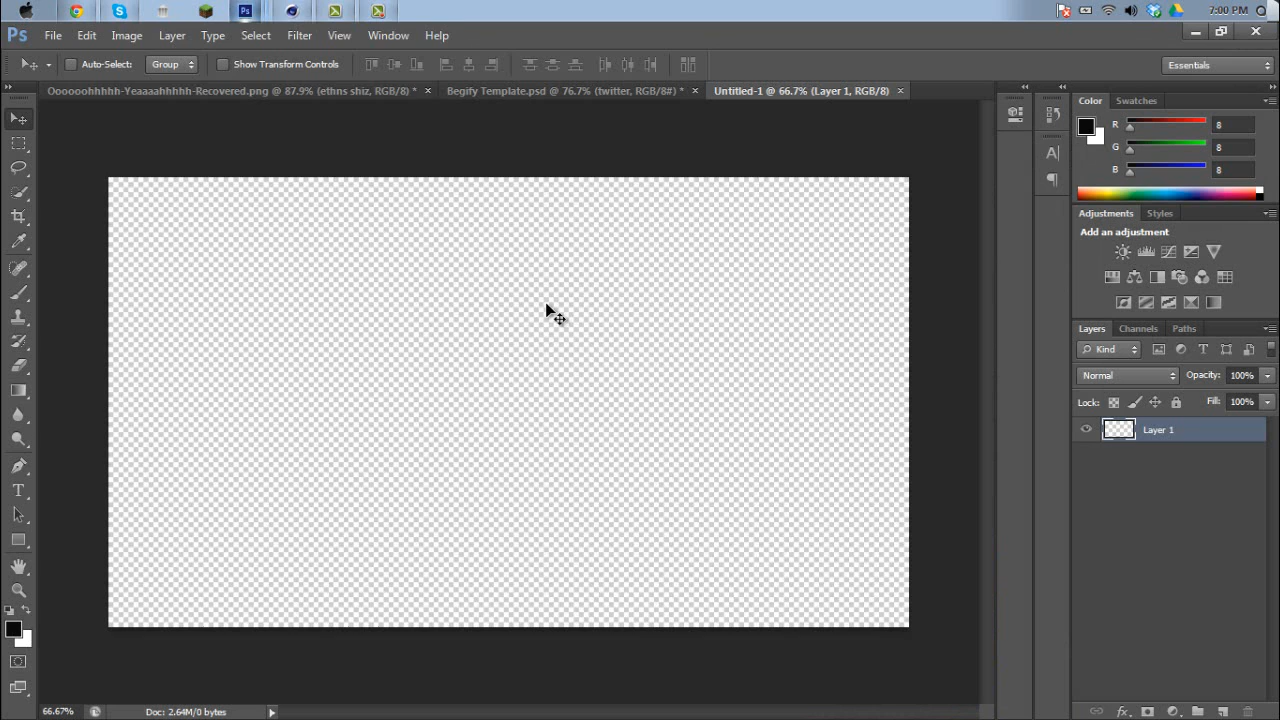 7:00 PM
Ps File Edit Image Layer Type Select Filter View Window Help
Auto-Select: Group Show Transform Controls Essentials
Oooooohhhhh-Yeaaaahhhhh-Recovered.png @ 87.9% (ethns shiz, RGB/8) * Begify Template.psd @ 76.7% (twitter, RGB/8#) * Untitled-1 @ 66.7% (Layer 1, RGB/8)
Color Swatches
R 8
G 8
B 8
Adjustments Styles
Add an adjustment
Layers Channels Paths
Kind
Normal Opacity: 100%
Lock: Fill: 100%
Layer 1
66.67% Doc: 2.64M/0 bytes